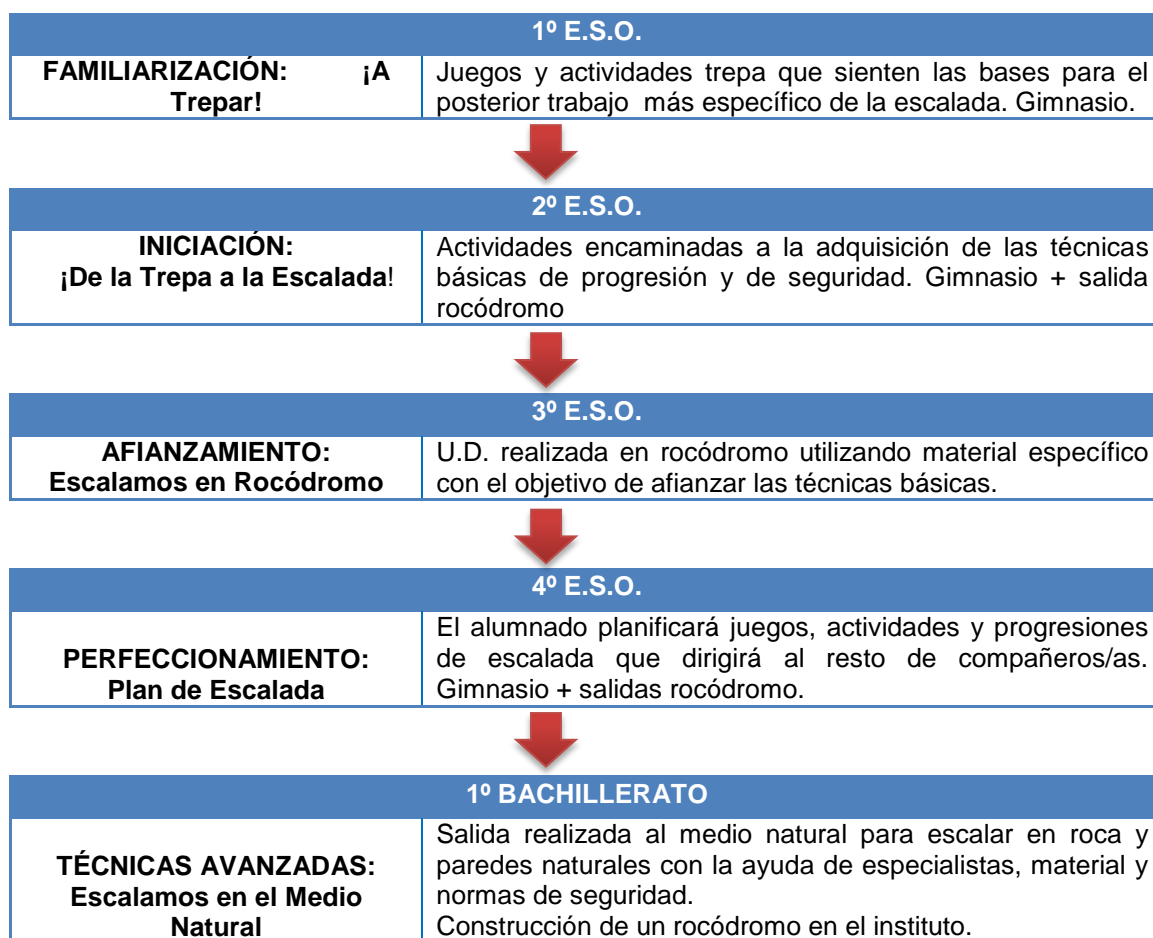 1º E.S.O.
FAMILIARIZACIÓN: ¡A
Trepar!
Juegos y actividades trepa que sienten las bases para el
posterior trabajo más específico de la escalada. Gimnasio.
2º E.S.O.
INICIACIÓN:
¡De la Trepa a la Escalada!
Actividades encaminadas a la adquisición de las técnicas
básicas de progresión y de seguridad. Gimnasio + salida
rocódromo
3º E.S.O.
AFIANZAMIENTO:
Escalamos en Rocódromo
U.D. realizada en rocódromo utilizando material específico
con el objetivo de afianzar las técnicas básicas.
4º E.S.O.
PERFECCIONAMIENTO:
Plan de Escalada
El alumnado planificará juegos, actividades y progresiones
de escalada que dirigirá al resto de compañeros/as.
Gimnasio + salidas rocódromo.
1º BACHILLERATO
TÉCNICAS AVANZADAS:
Escalamos en el Medio
Natural
Salida realizada al medio natural para escalar en roca y
paredes naturales con la ayuda de especialistas, material y
normas de seguridad.
Construcción de un rocódromo en el instituto.